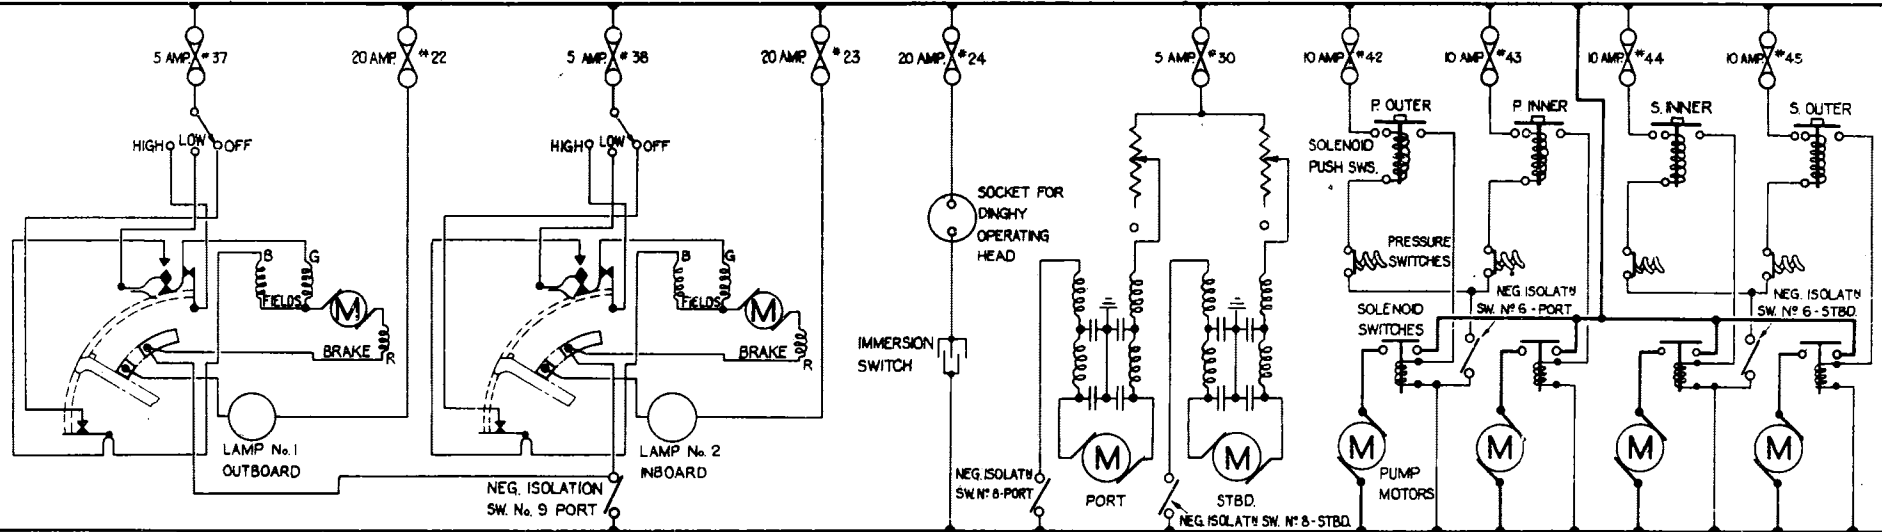 5 AMP. #37
20 AMP. #22
5 AMP. #38
20 AMP. #23
20 AMP. #24
5 AMP. #30
10 AMP. #42
10 AMP. #43
10 AMP. #44
10 AMP. #45
HIGH LOW OFF
HIGH LOW OFF
P. OUTER
P. INNER
S. INNER
S. OUTER
SOLENOID
PUSH SWS.
SOCKET FOR
DINGHY
OPERATING
HEAD
PRESSURE
SWITCHES
B G
FIELDS
M
BRAKE
R
B G
FIELDS
M
BRAKE
R
IMMERSION
SWITCH
SOLENOID
SWITCHES
NEG. ISOLATN
SW. No 6 - PORT
NEG. ISOLATN
SW. No 6 - STBD.
LAMP No. 1
OUTBOARD
LAMP No. 2
INBOARD
NEG. ISOLATION
SW. No. 9 PORT
NEG. ISOLATN
SW. No 8-PORT
M
PORT
M
STBD.
NEG. ISOLATN SW. No 8-STBD.
M
M
M
M
PUMP
MOTORS